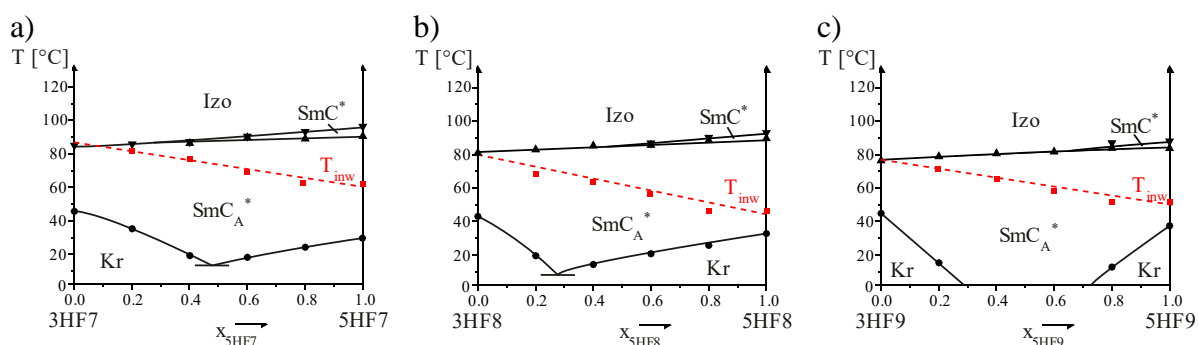 a)
T [°C]
120
100
80
60
40
20
0
Izo
SmC*
T_inw
SmC_A*
Kr
0.0 0.2 0.4 0.6 0.8 1.0
3HF7 x_5HF7 5HF7
b)
T [°C]
120
100
80
60
40
20
0
Izo
SmC*
T_inw
SmC_A*
Kr
0.0 0.2 0.4 0.6 0.8 1.0
3HF8 x_5HF8 5HF8
c)
T [°C]
120
100
80
60
40
20
0
Izo
SmC*
T_inw
SmC_A*
Kr Kr
0.0 0.2 0.4 0.6 0.8 1.0
3HF9 x_5HF9 5HF9